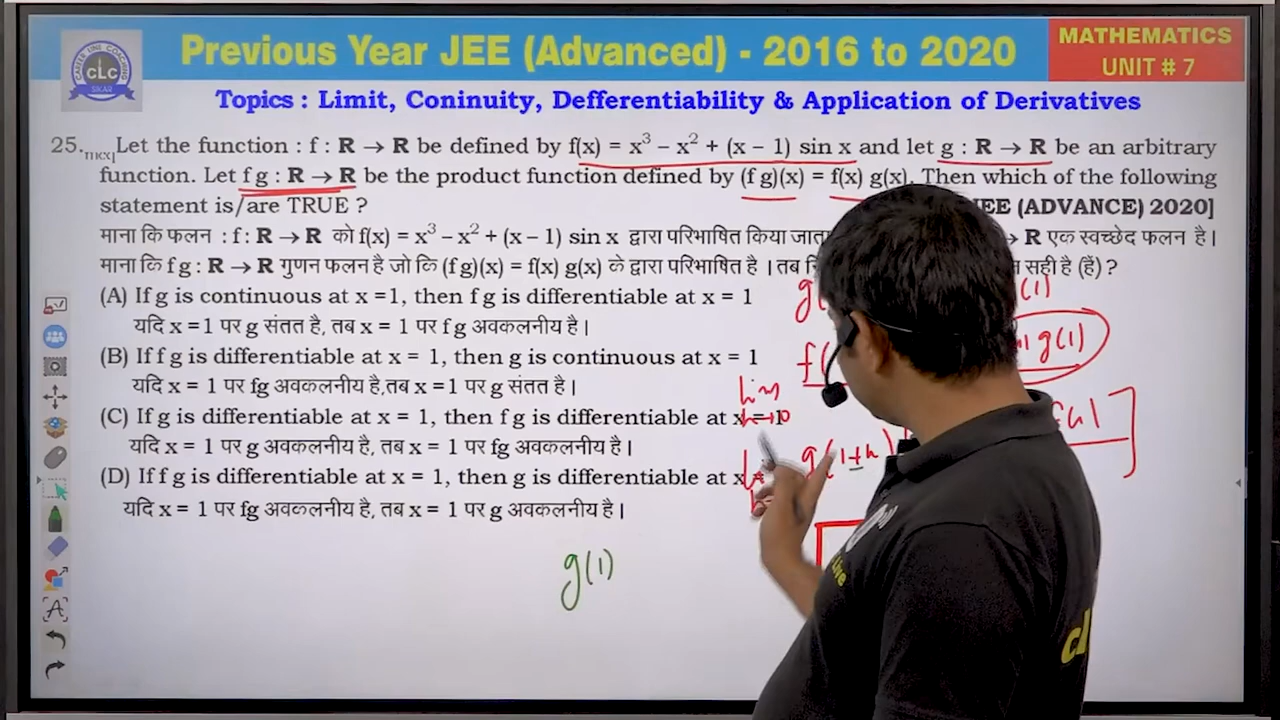 Previous Year JEE (Advanced) - 2016 to 2020
MATHEMATICS
UNIT # 7
CLC
SIKAR
Topics : Limit, Coninuity, Defferentiability & Application of Derivatives
25. Let the function : f : R → R be defined by f(x) = x³ – x² + (x – 1) sin x and let g : R → R be an arbitrary
function. Let f g : R → R be the product function defined by (f g)(x) = f(x) g(x). Then which of the following
statement is/are TRUE ? JEE (ADVANCE) 2020]
माना कि फलन : f : R → R को f(x) = x³ – x² + (x – 1) sin x द्वारा परिभाषित किया R एक स्वच्छेद फलन है।
माना कि f g : R → R गुणन फलन है जो कि (f g)(x) = f(x) g(x) के द्वारा परिभाषित है । तब सही है (हैं) ?
(A) If g is continuous at x =1, then f g is differentiable at x = 1
यदि x =1 पर g संतत है, तब x = 1 पर f g अवकलनीय है।
(B) If f g is differentiable at x = 1, then g is continuous at x = 1
यदि x = 1 पर fg अवकलनीय है,तब x =1 पर g संतत है।
(C) If g is differentiable at x = 1, then f g is differentiable at x = 1
यदि x = 1 पर g अवकलनीय है, तब x = 1 पर fg अवकलनीय है।
(D) If f g is differentiable at x = 1, then g is differentiable at x
यदि x = 1 पर fg अवकलनीय है, तब x = 1 पर g अवकलनीय है।
g(1)
lim
h→0
g(1+h)
g(1)